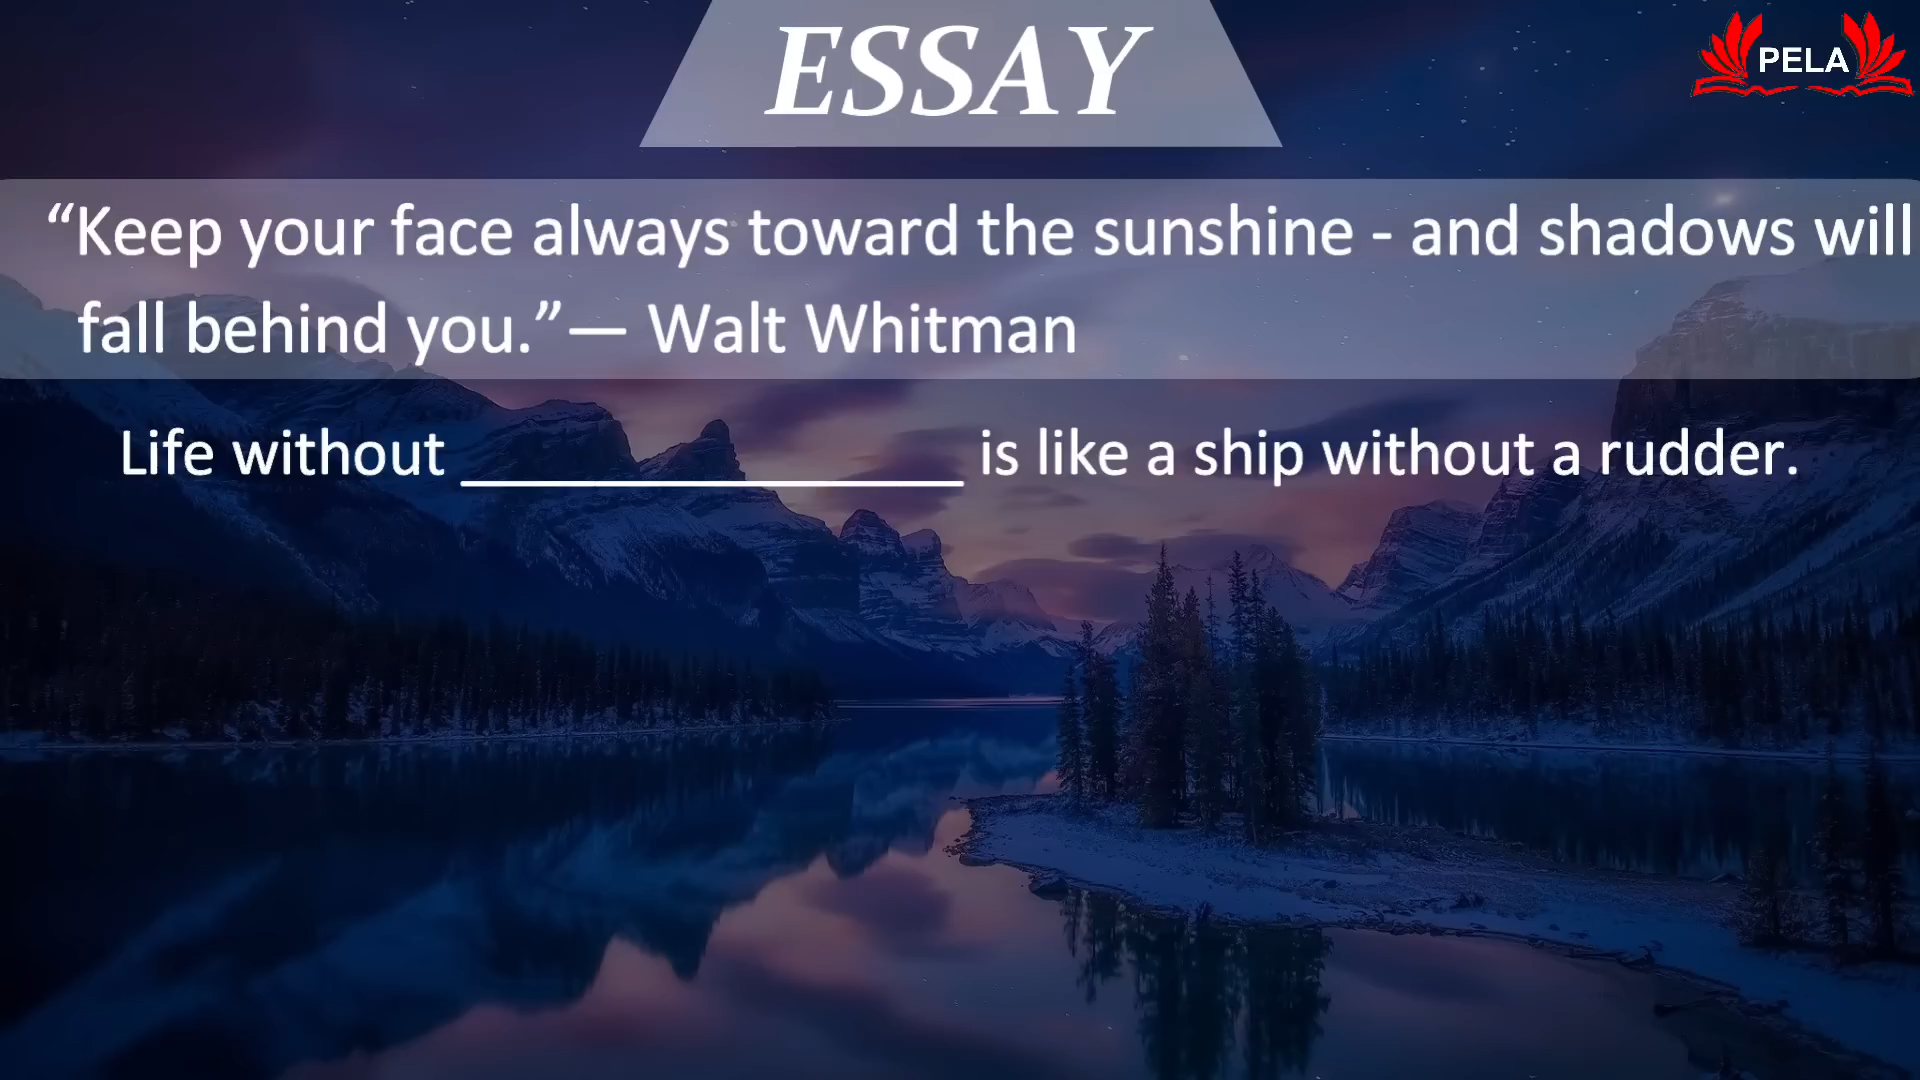 ESSAY
PELA
“Keep your face always toward the sunshine - and shadows will
fall behind you.”— Walt Whitman
Life without ________________ is like a ship without a rudder.